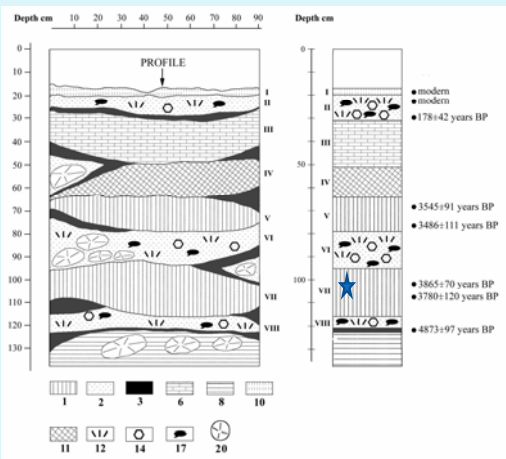 Depth cm 10 20 30 40 50 60 70 80 90
Depth cm
0
10
20
30
40
50
60
70
80
90
100
110
120
130
PROFILE
I
II
III
IV
V
VI
VII
VIII
0
50
100
I
II
III
IV
V
VI
VII
VIII
modern
modern
178±42 years BP
3545±91 years BP
3486±111 years BP
3865±70 years BP
3780±120 years BP
4873±97 years BP
1 2 3 6 8 10
11 12 14 17 20